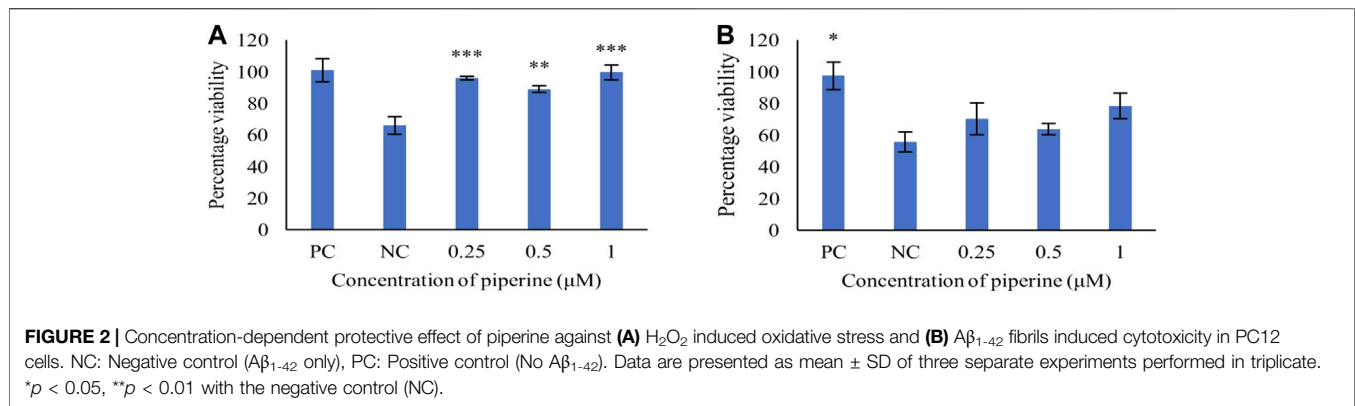 A
120
100
80
60
40
20
0
Percentage viability
***
**
***
PC NC 0.25 0.5 1
Concentration of piperine (μM)
B
120
100
80
60
40
20
0
Percentage viability
*
PC NC 0.25 0.5 1
Concentration of piperine (μM)
FIGURE 2 | Concentration-dependent protective effect of piperine against (A) H₂O₂ induced oxidative stress and (B) Aβ₁₋₄₂ fibrils induced cytotoxicity in PC12
cells. NC: Negative control (Aβ₁₋₄₂ only), PC: Positive control (No Aβ₁₋₄₂). Data are presented as mean ± SD of three separate experiments performed in triplicate.
*p < 0.05, **p < 0.01 with the negative control (NC).